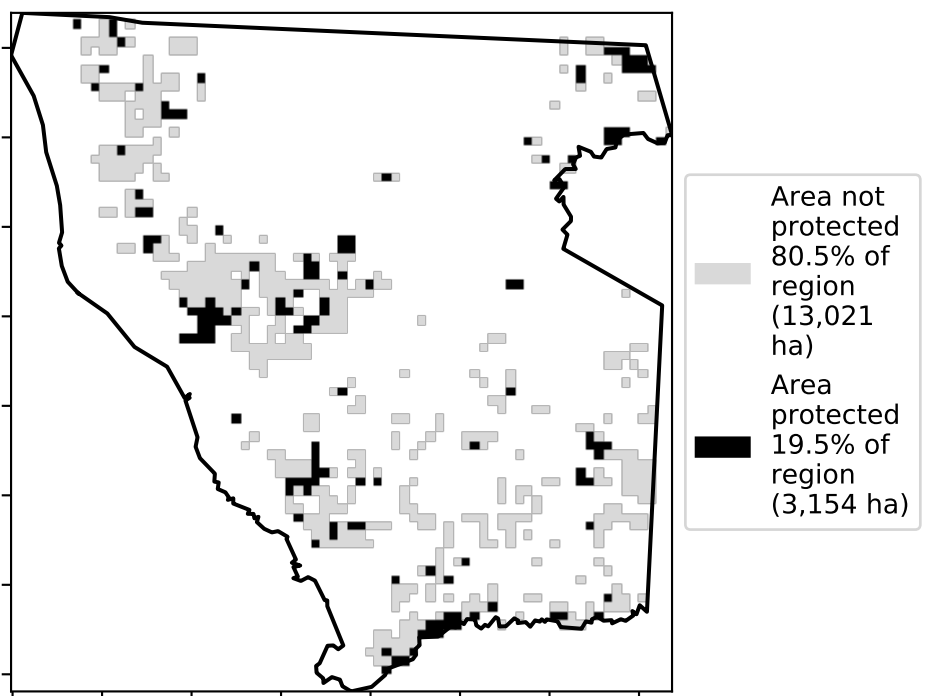 Area not
protected
80.5% of
region
(13,021
ha)
Area
protected
19.5% of
region
(3,154 ha)